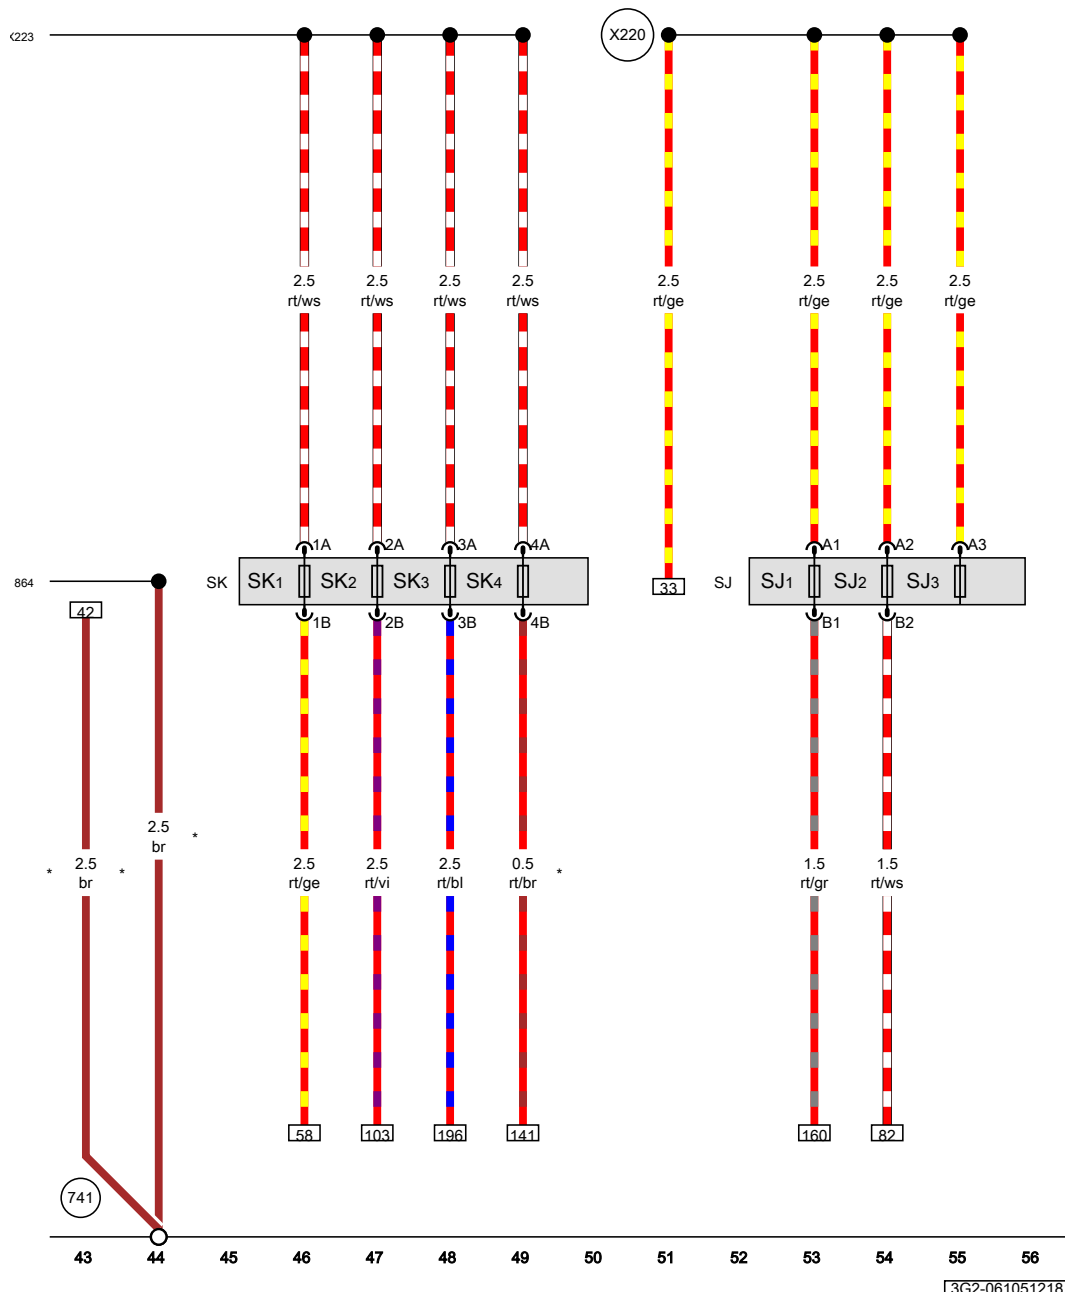 X223 X220
2.5 2.5 2.5 2.5 2.5 2.5 2.5 2.5
rt/ws rt/ws rt/ws rt/ws rt/ge rt/ge rt/ge rt/ge
1A 2A 3A 4A A1 A2 A3
864 SK SK1 SK2 SK3 SK4 33 SJ SJ1 SJ2 SJ3
42 1B 2B 3B 4B B1 B2
2.5 *
br
* 2.5 * 2.5 2.5 2.5 0.5 * 1.5 1.5
br rt/ge rt/vi rt/bl rt/br rt/gr rt/ws
58 103 196 141 160 82
741
43 44 45 46 47 48 49 50 51 52 53 54 55 56
3G2-061051218